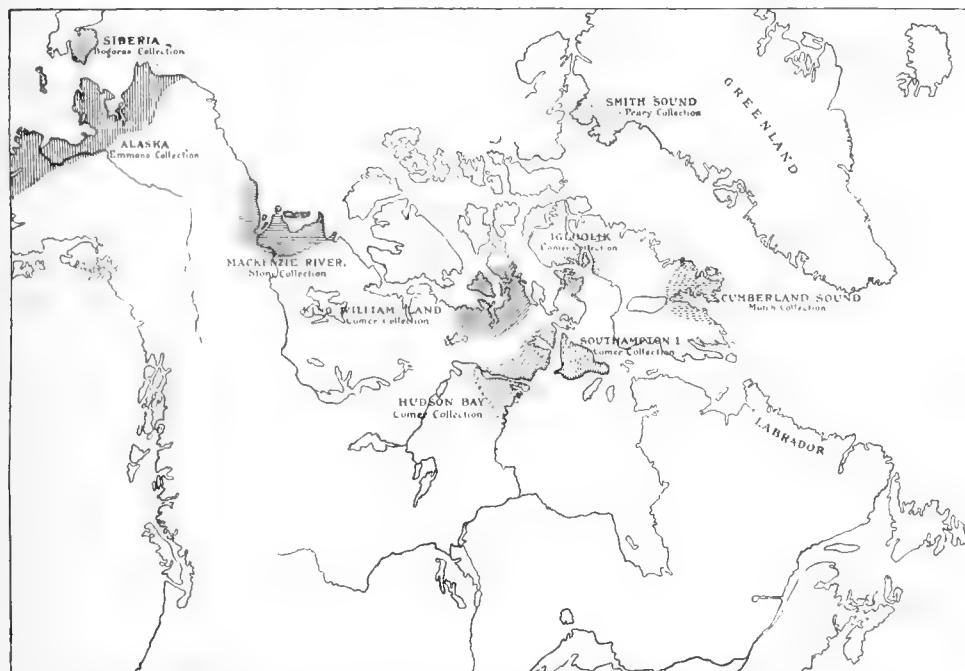 SIBERIA
Bogoras Collection
ALASKA
Emmons Collection
SMITH SOUND
Peary Collection
GREENLAND
MACKENZIE RIVER.
Stone Collection
IGLOOLIK
Comer Collection
KING WILLIAM LAND
Comer Collection
CUMBERLAND SOUND
Mutch Collection
SOUTHAMPTON I
Comer Collection
HUDSON BAY
Comer Collection
LABRADOR